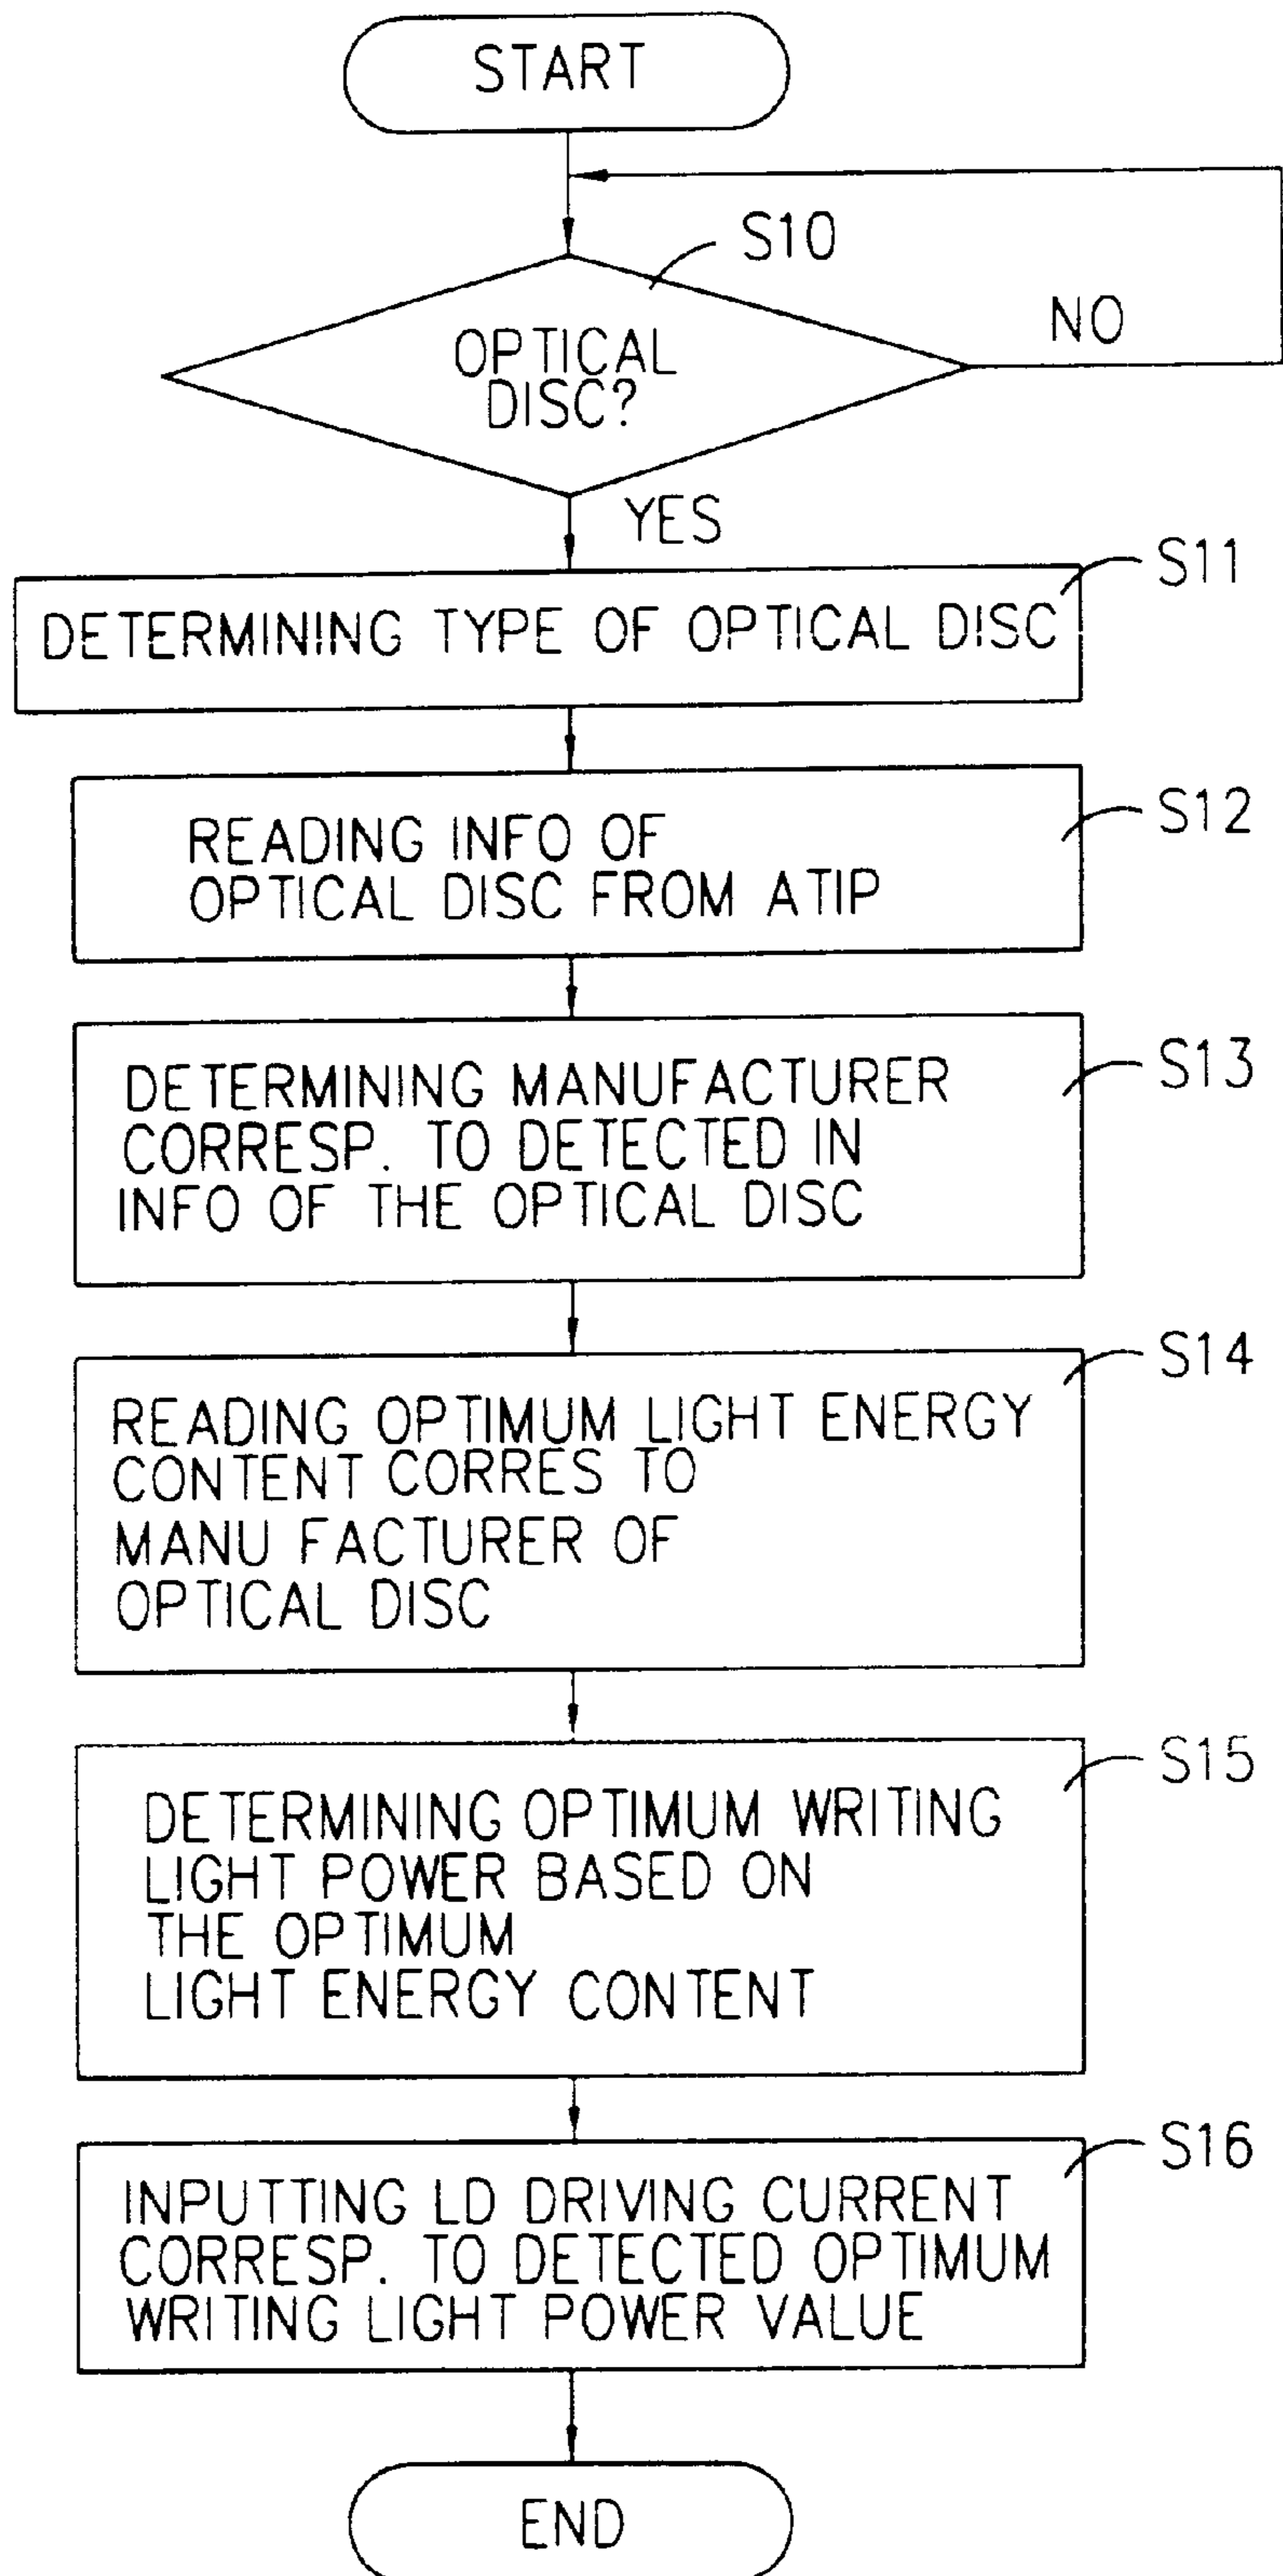 START
S10
NO
OPTICAL
DISC?
YES
S11
DETERMINING TYPE OF OPTICAL DISC
S12
READING INFO OF
OPTICAL DISC FROM ATIP
S13
DETERMINING MANUFACTURER
CORRESP. TO DETECTED IN
INFO OF THE OPTICAL DISC
S14
READING OPTIMUM LIGHT ENERGY
CONTENT CORRES TO
MANU FACTURER OF
OPTICAL DISC
S15
DETERMINING OPTIMUM WRITING
LIGHT POWER BASED ON
THE OPTIMUM
LIGHT ENERGY CONTENT
S16
INPUTTING LD DRIVING CURRENT
CORRESP. TO DETECTED OPTIMUM
WRITING LIGHT POWER VALUE
END